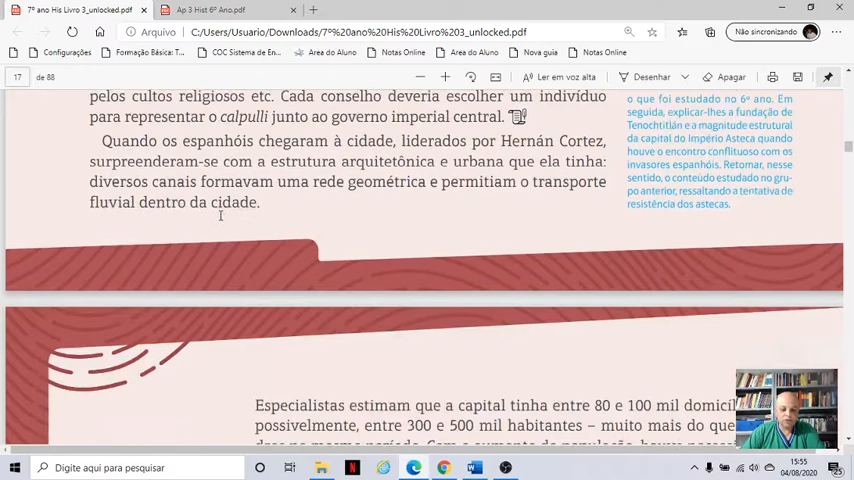 7º ano His Livro 3_unlocked.pdf
Ap 3 Hist 6º Ano.pdf
Arquivo
C:/Users/Usuario/Downloads/7º%20ano%20His%20Livro%203_unlocked.pdf
Não sincronizando
Configurações
Formação Básica: T...
COC Sistema de En...
Area do Aluno
Notas Online
Area do Aluno
Nova guia
Notas Online
17 de 88
Ler em voz alta
Desenhar
Apagar
pelos cultos religiosos etc. Cada conselho deveria escolher um indivíduo
para representar o calpulli junto ao governo imperial central.
Quando os espanhóis chegaram à cidade, liderados por Hernán Cortez,
surpreenderam-se com a estrutura arquitetônica e urbana que ela tinha:
diversos canais formavam uma rede geométrica e permitiam o transporte
fluvial dentro da cidade.
o que foi estudado no 6º ano. Em
seguida, explicar-lhes a fundação de
Tenochtitlán e a magnitude estrutural
da capital do Império Asteca quando
houve o encontro conflituoso com os
invasores espanhóis. Retomar, nesse
sentido, o conteúdo estudado no gru-
po anterior, ressaltando a tentativa de
resistência dos astecas.
Especialistas estimam que a capital tinha entre 80 e 100 mil domicíl
possivelmente, entre 300 e 500 mil habitantes – muito mais do que
Digite aqui para pesquisar
15:55
04/08/2020
25